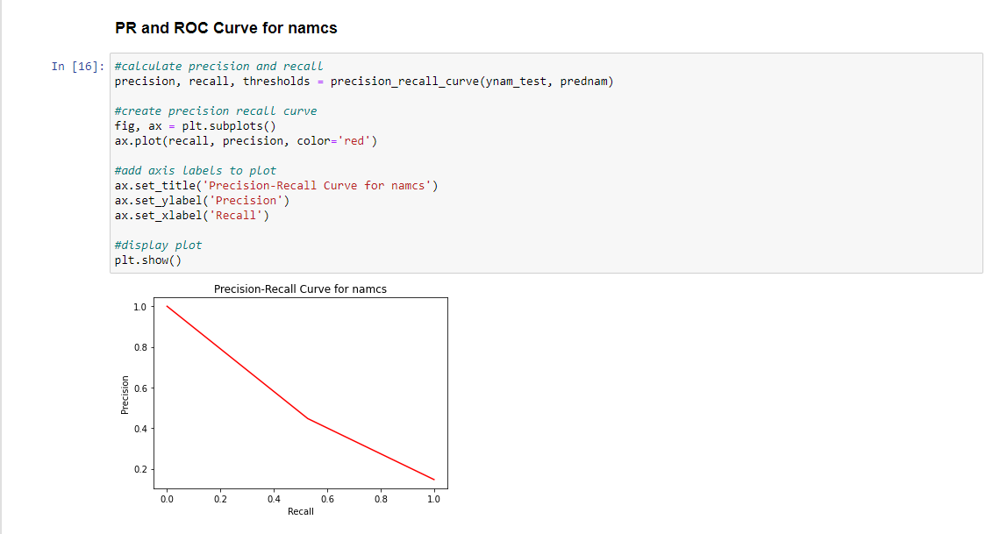 PR and ROC Curve for namcs
In [16]:
#calculate precision and recall
precision, recall, thresholds = precision_recall_curve(ynam_test, prednam)
#create precision recall curve
fig, ax = plt.subplots()
ax.plot(recall, precision, color='red')
#add axis labels to plot
ax.set_title('Precision-Recall Curve for namcs')
ax.set_ylabel('Precision')
ax.set_xlabel('Recall')
#display plot
plt.show()
Precision-Recall Curve for namcs
1.0
0.8
0.6
0.4
0.2
Precision
0.0 0.2 0.4 0.6 0.8 1.0
Recall